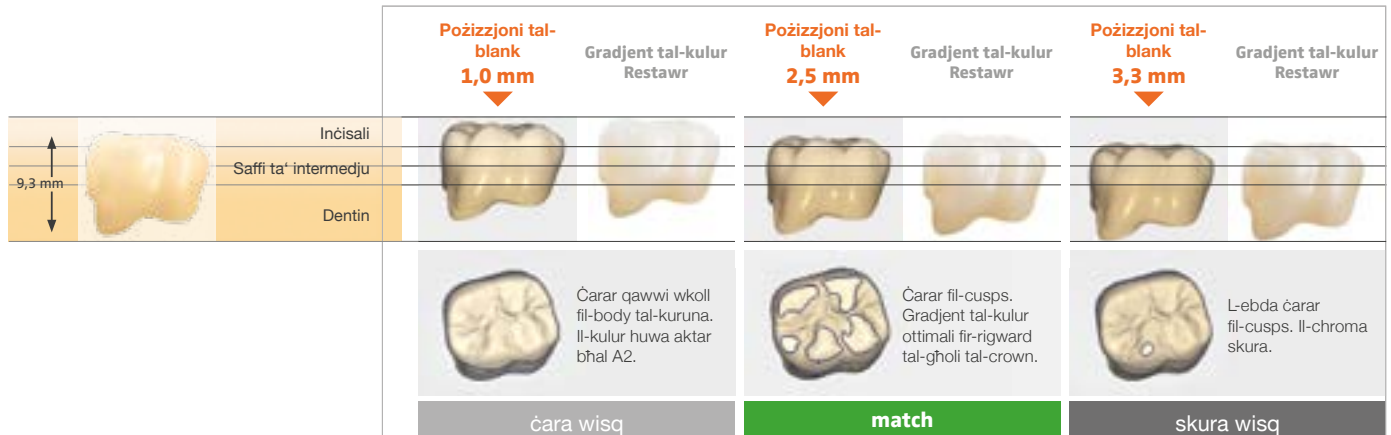 Pożizzjoni tal-
blank
1,0 mm
Gradjent tal-kulur
Restawr
Pożizzjoni tal-
blank
2,5 mm
Gradjent tal-kulur
Restawr
Pożizzjoni tal-
blank
3,3 mm
Gradjent tal-kulur
Restawr
9,3 mm
Inċisali
Saffi ta‘ intermedju
Dentin
Ċarar qawwi wkoll
fil-body tal-kuruna.
Il-kulur huwa aktar
bħal A2.
ċara wisq
Ċarar fil-cusps.
Gradjent tal-kulur
ottimali fir-rigward
tal-għoli tal-crown.
match
L-ebda ċarar
fil-cusps. Il-chroma
skura.
skura wisq